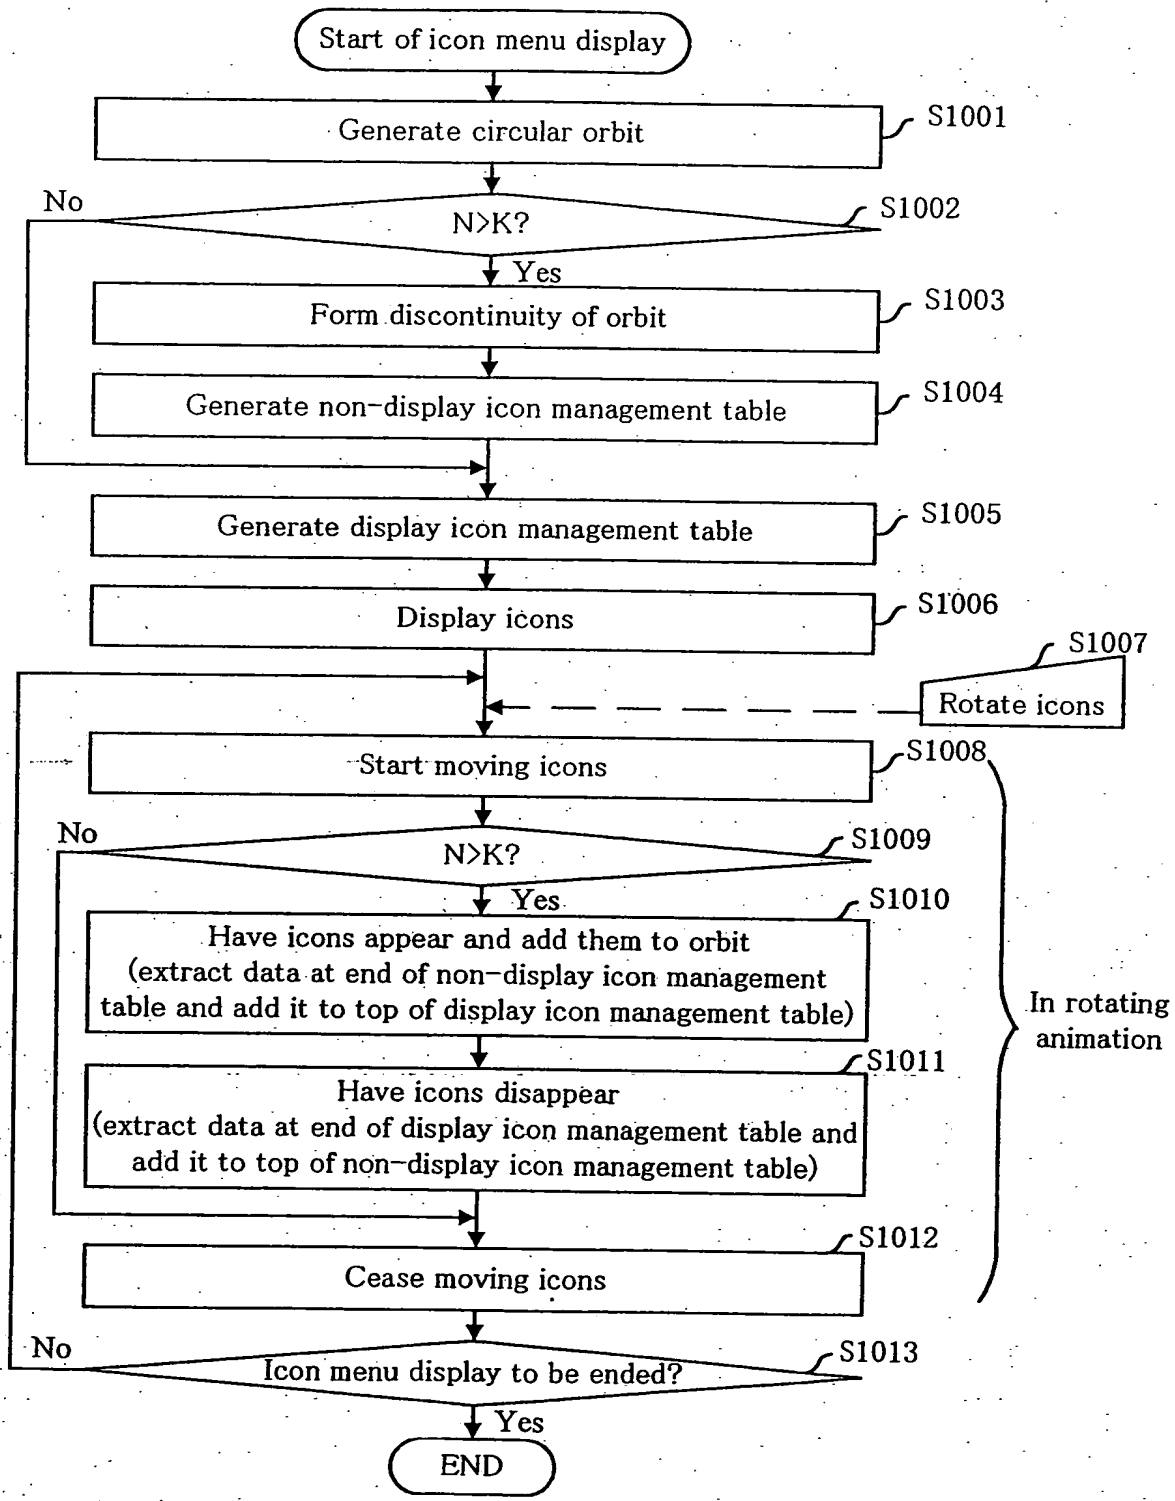 Start of icon menu display
Generate circular orbit
S1001
No
N>K?
S1002
Yes
Form discontinuity of orbit
S1003
Generate non-display icon management table
S1004
Generate display icon management table
S1005
Display icons
S1006
S1007
Rotate icons
Start moving icons
S1008
No
N>K?
S1009
Yes
S1010
Have icons appear and add them to orbit
(extract data at end of non-display icon management
table and add it to top of display icon management table)
In rotating
animation
S1011
Have icons disappear
(extract data at end of display icon management table and
add it to top of non-display icon management table)
S1012
Cease moving icons
No
Icon menu display to be ended?
S1013
Yes
END